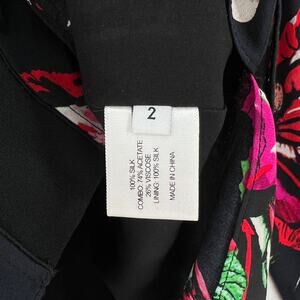 2
100% SILK
COMBO: 74% ACETATE
26% VISCOSE
LINING: 100% SILK
MADE IN CHINA